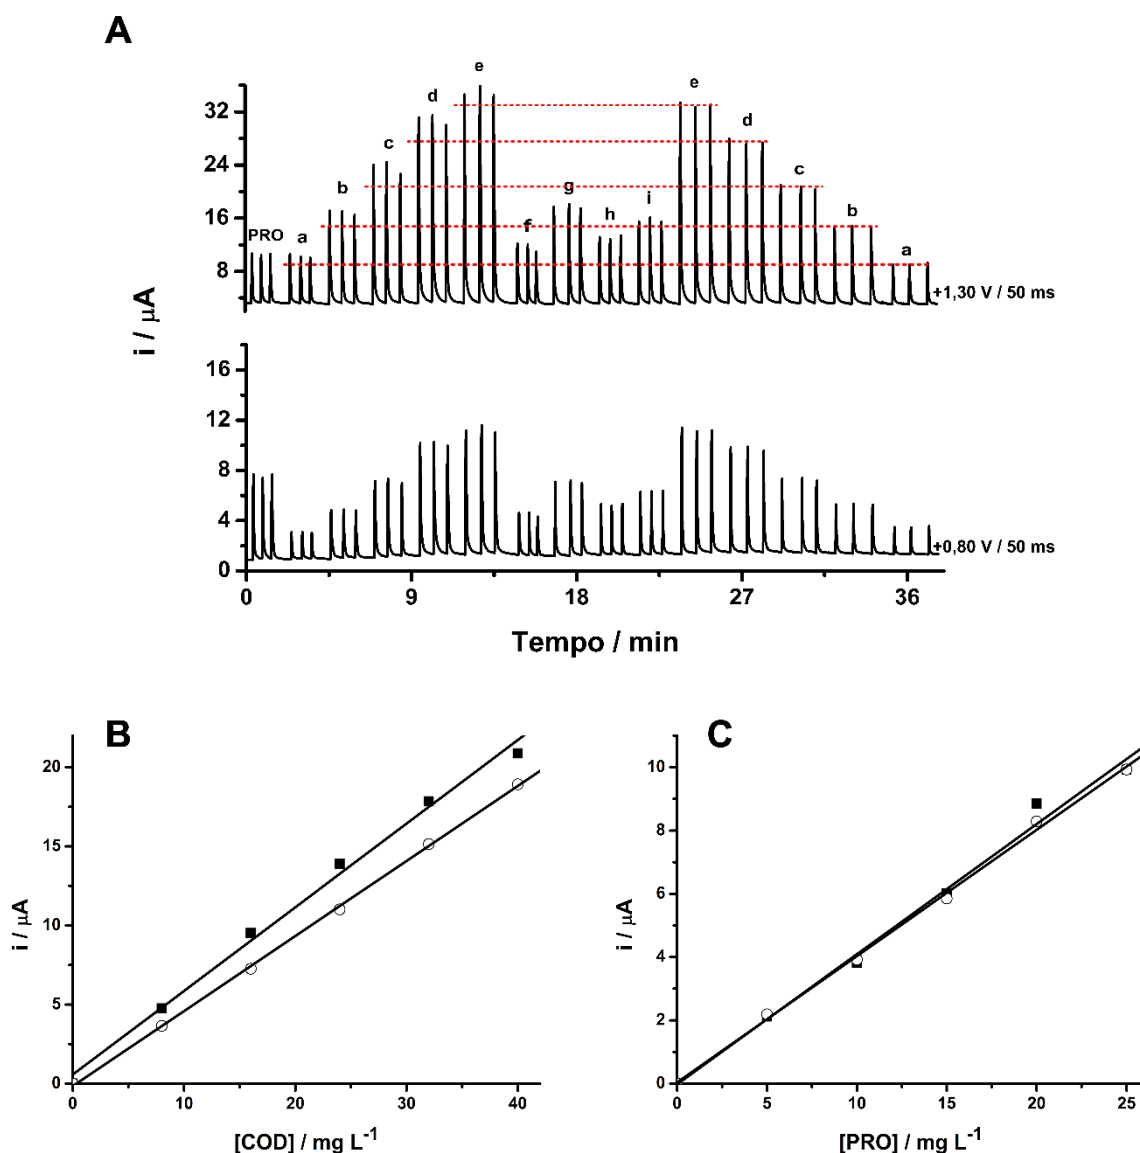 A
e
e
d
d
c
c
g
b
i
b
h
f
PRO
a
a
32
24
16
8
+1,30 V / 50 ms
i / μA
16
12
8
4
0
+0,80 V / 50 ms
0 9 18 27 36
Tempo / min
B
20
15
10
5
0
i / μA
0 10 20 30 40
[COD] / mg L⁻¹
C
10
8
6
4
2
0
i / μA
0 5 10 15 20 25
[PRO] / mg L⁻¹